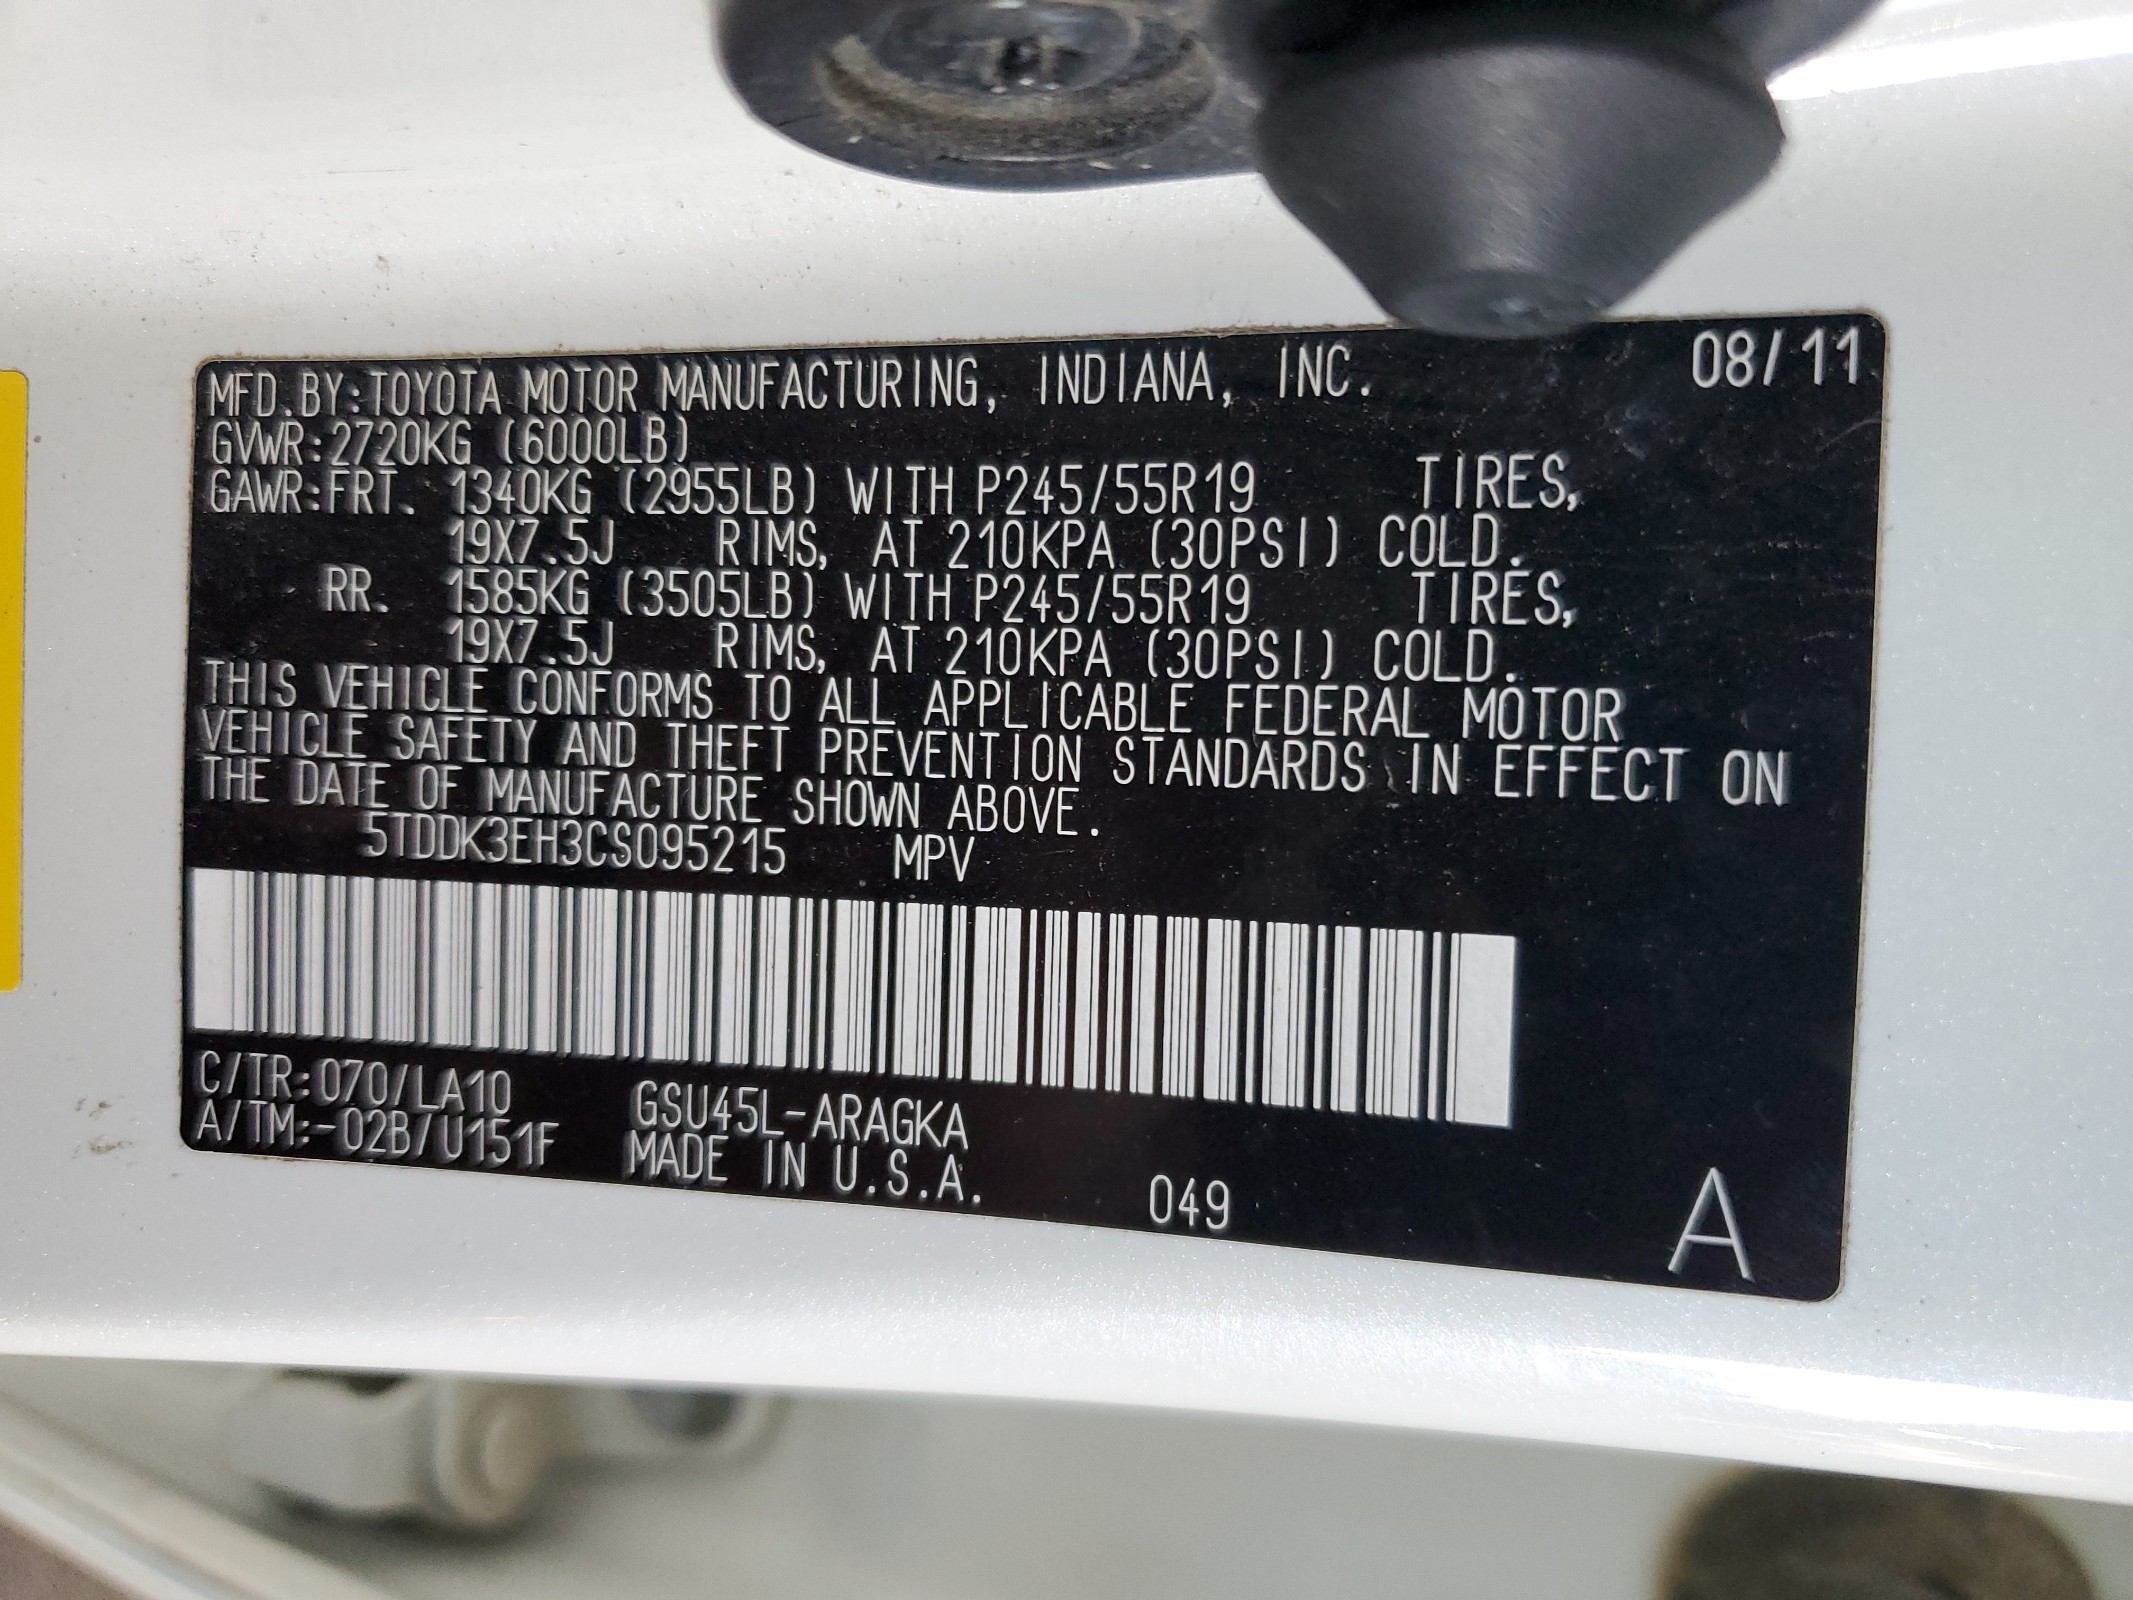 MFD.BY:TOYOTA MOTOR MANUFACTURING, INDIANA, INC. 08/11
GVWR:2720KG (6000LB)
GAWR:FRT. 1340KG (2955LB) WITH P245/55R19 TIRES,
19X7.5J RIMS, AT 210KPA (30PSI) COLD.
RR. 1585KG (3505LB) WITH P245/55R19 TIRES,
19X7.5J RIMS, AT 210KPA (30PSI) COLD.
THIS VEHICLE CONFORMS TO ALL APPLICABLE FEDERAL MOTOR
VEHICLE SAFETY AND THEFT PREVENTION STANDARDS IN EFFECT ON
THE DATE OF MANUFACTURE SHOWN ABOVE.
5TDDK3EH3CS095215 MPV
C/TR:070/LA10 GSU45L-ARAGKA
A/TM:-02B/U151F MADE IN U.S.A. 049 A